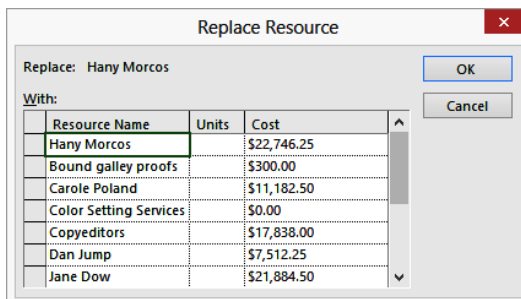 Replace Resource
Replace: Hany Morcos
OK
With:
Cancel
Resource Name Units Cost
Hany Morcos $22,746.25
Bound galley proofs $300.00
Carole Poland $11,182.50
Color Setting Services $0.00
Copyeditors $17,838.00
Dan Jump $7,512.25
Jane Dow $21,884.50